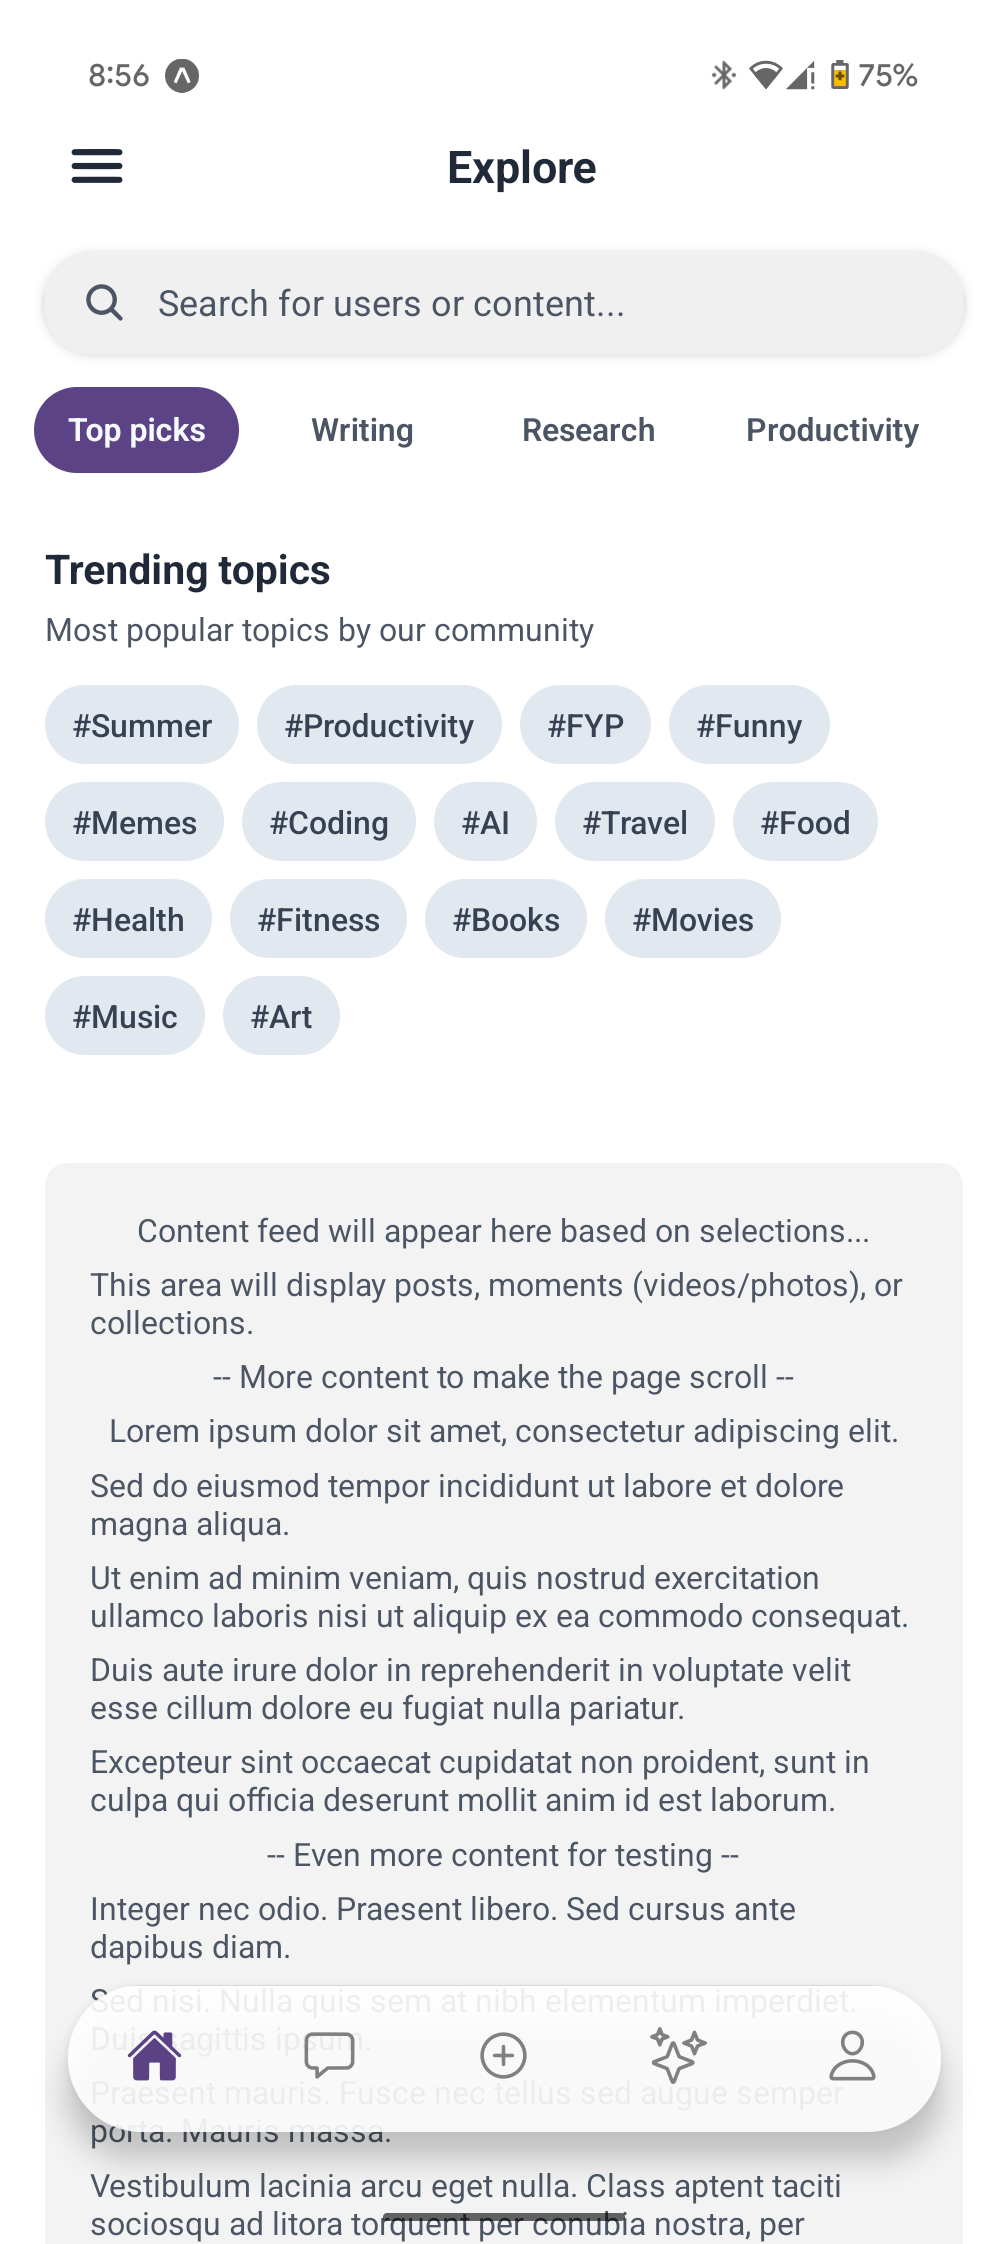 8:56
75%
Explore
Search for users or content...
Top picks
Writing
Research
Productivity
Trending topics
Most popular topics by our community
#Summer
#Productivity
#FYP
#Funny
#Memes
#Coding
#AI
#Travel
#Food
#Health
#Fitness
#Books
#Movies
#Music
#Art
Content feed will appear here based on selections...
This area will display posts, moments (videos/photos), or
collections.
-- More content to make the page scroll --
Lorem ipsum dolor sit amet, consectetur adipiscing elit.
Sed do eiusmod tempor incididunt ut labore et dolore
magna aliqua.
Ut enim ad minim veniam, quis nostrud exercitation
ullamco laboris nisi ut aliquip ex ea commodo consequat.
Duis aute irure dolor in reprehenderit in voluptate velit
esse cillum dolore eu fugiat nulla pariatur.
Excepteur sint occaecat cupidatat non proident, sunt in
culpa qui officia deserunt mollit anim id est laborum.
-- Even more content for testing --
Integer nec odio. Praesent libero. Sed cursus ante
dapibus diam.
Sed nisi. Nulla quis sem at nibh elementum imperdiet.
Duis sagittis ipsum.
Praesent mauris. Fusce nec tellus sed augue semper
porta. Mauris massa.
Vestibulum lacinia arcu eget nulla. Class aptent taciti
sociosqu ad litora torquent per conubia nostra, per